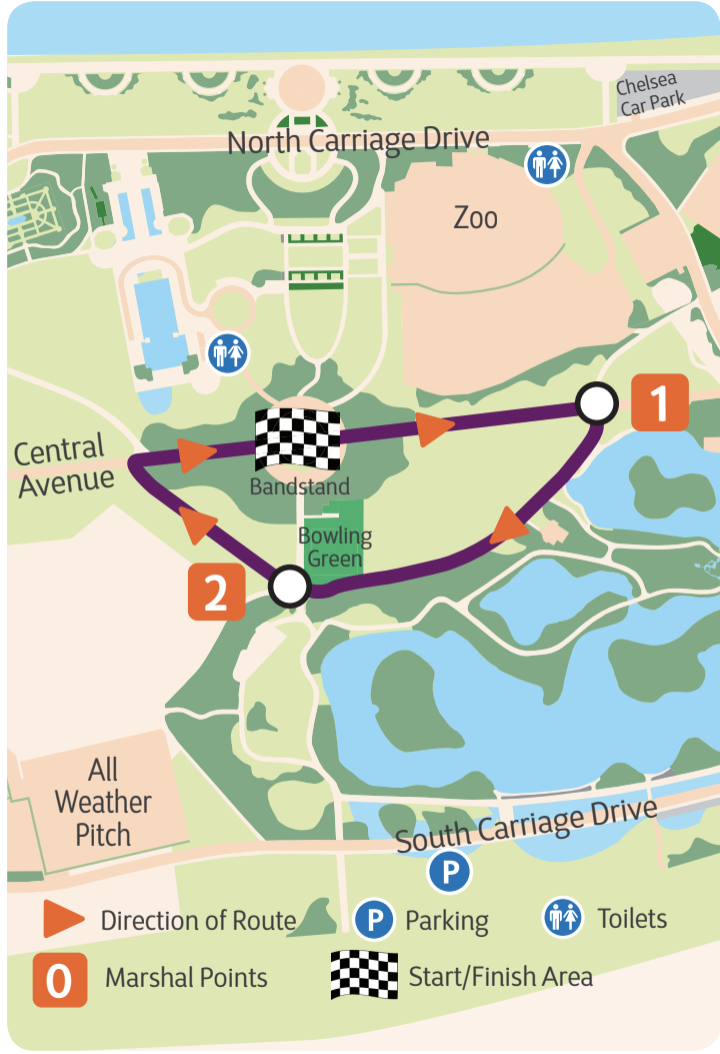 Chelsea
Car Park
North Carriage Drive
Zoo
1
Central
Avenue
Bandstand
Bowling
Green
2
All
Weather
Pitch
South Carriage Drive
P
Direction of Route
P Parking
Toilets
0 Marshal Points
Start/Finish Area